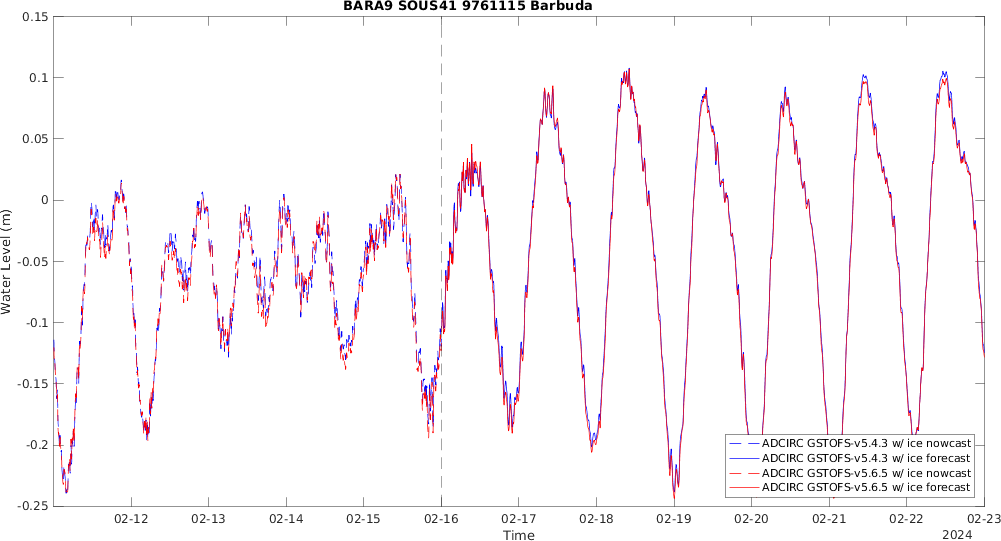 BARA9 SOUS41 9761115 Barbuda
Water Level (m)
0.15
0.1
0.05
0
-0.05
-0.1
-0.15
-0.2
-0.25
02-12 02-13 02-14 02-15 02-16 02-17 02-18 02-19 02-20 02-21 02-22 02-23
Time
2024
ADCIRC GSTOFS-v5.4.3 w/ ice nowcast
ADCIRC GSTOFS-v5.4.3 w/ ice forecast
ADCIRC GSTOFS-v5.6.5 w/ ice nowcast
ADCIRC GSTOFS-v5.6.5 w/ ice forecast